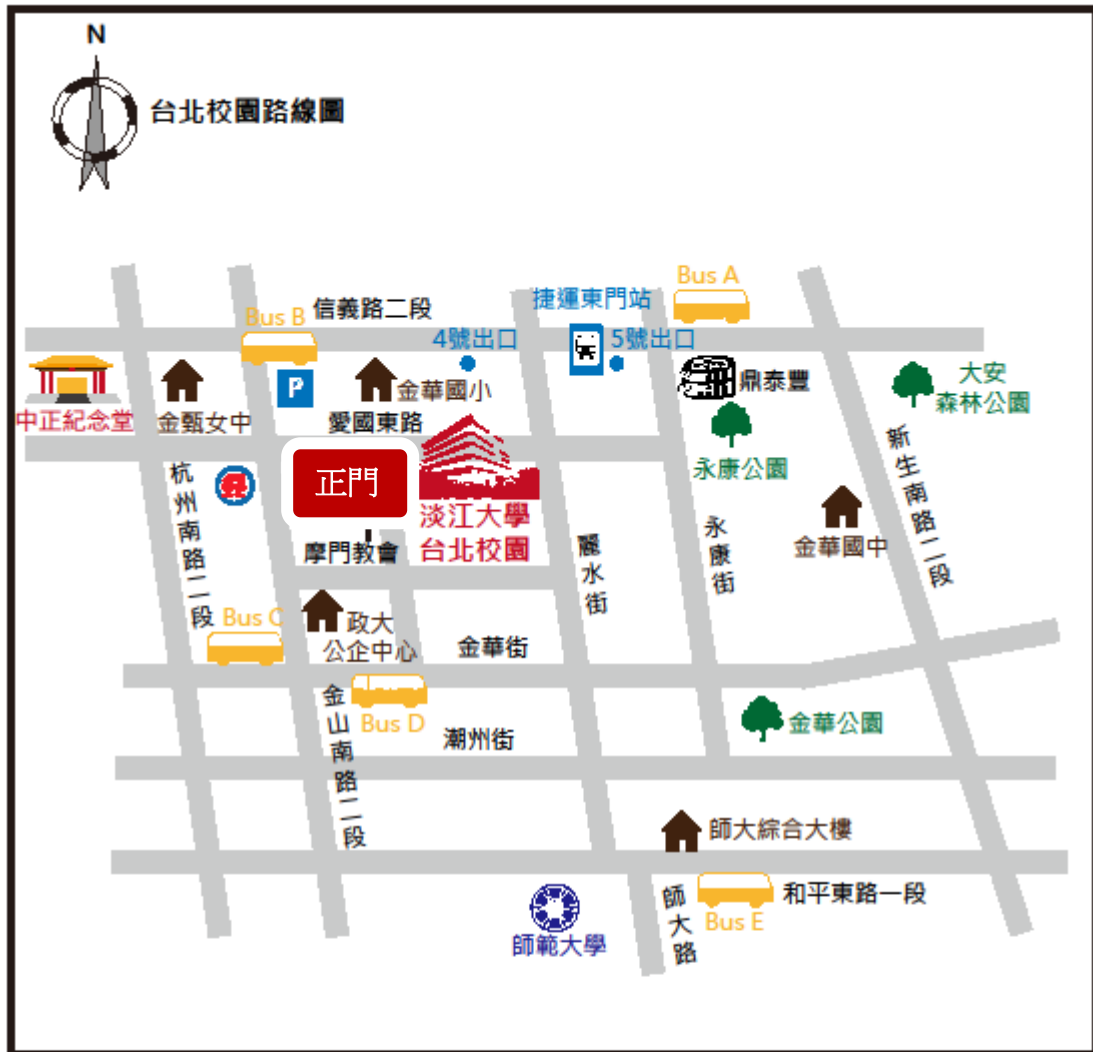 N
台北校園路線圖
Bus A
捷運東門站
信義路二段
Bus B
4號出口
5號出口
P
金華國小
鼎泰豐
大安
森林公園
中正紀念堂
金甄女中
愛國東路
永康公園
新生南路二段
杭州南路二段
昇
正門
淡江大學
台北校園
摩門教會
麗水街
永康街
金華國中
Bus C
政大
公企中心
金華街
金山南路二段
Bus D
潮州街
金華公園
師大綜合大樓
師範大學
師大路
Bus E
和平東路一段